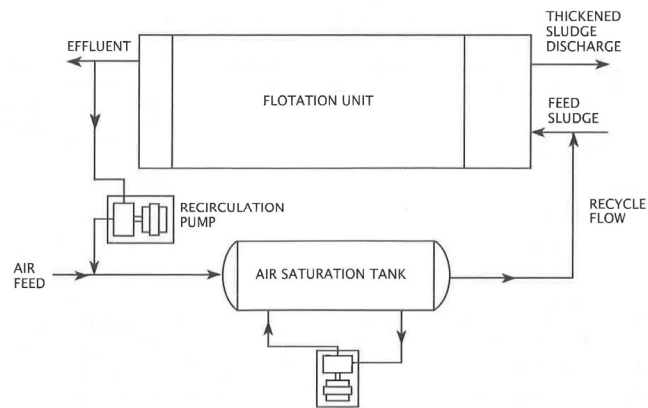 THICKENED
SLUDGE
DISCHARGE
EFFLUENT
FLOTATION UNIT
FEED
SLUDGE
RECIRCULATION
PUMP
RECYCLE
FLOW
AIR
FEED
AIR SATURATION TANK